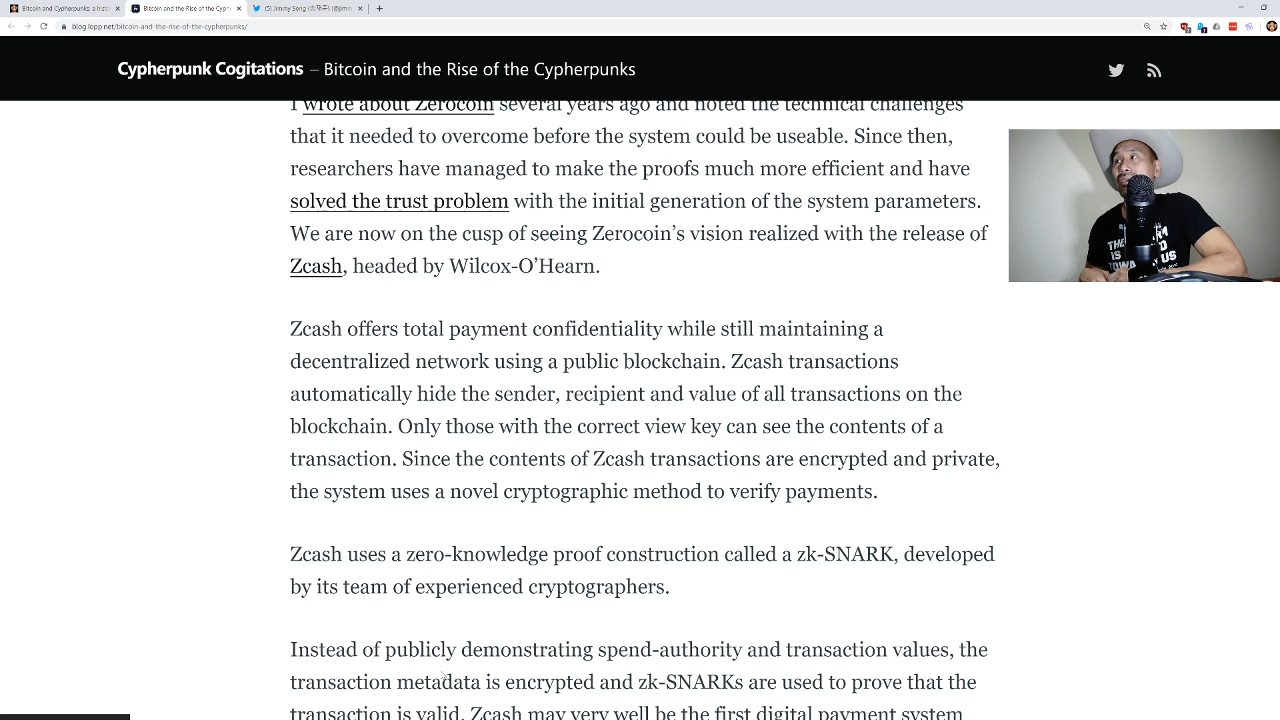 Bitcoin and Cypherpunks: a hist
Bitcoin and the Rise of the Cyphe
(5) Jimmy Song
blog.lopp.net/bitcoin-and-the-rise-of-the-cypherpunks/
Cypherpunk Cogitations – Bitcoin and the Rise of the Cypherpunks
I wrote about Zerocoin several years ago and noted the technical challenges
that it needed to overcome before the system could be useable. Since then,
researchers have managed to make the proofs much more efficient and have
solved the trust problem with the initial generation of the system parameters.
We are now on the cusp of seeing Zerocoin’s vision realized with the release of
Zcash, headed by Wilcox-O’Hearn.
Zcash offers total payment confidentiality while still maintaining a
decentralized network using a public blockchain. Zcash transactions
automatically hide the sender, recipient and value of all transactions on the
blockchain. Only those with the correct view key can see the contents of a
transaction. Since the contents of Zcash transactions are encrypted and private,
the system uses a novel cryptographic method to verify payments.
Zcash uses a zero-knowledge proof construction called a zk-SNARK, developed
by its team of experienced cryptographers.
Instead of publicly demonstrating spend-authority and transaction values, the
transaction metadata is encrypted and zk-SNARKs are used to prove that the
transaction is valid. Zcash may very well be the first digital payment system